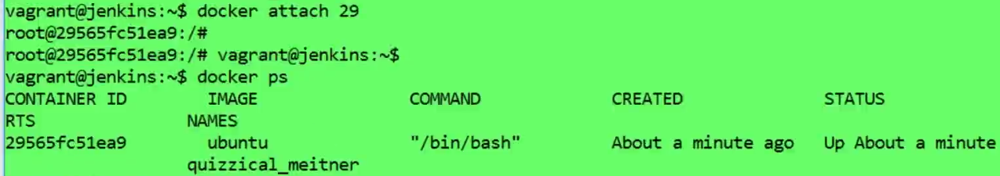 vagrant@jenkins:~$ docker attach 29
root@29565fc51ea9:/#
root@29565fc51ea9:/# vagrant@jenkins:~$
vagrant@jenkins:~$ docker ps
CONTAINER ID IMAGE COMMAND CREATED STATUS
RTS NAMES
29565fc51ea9 ubuntu "/bin/bash" About a minute ago Up About a minute
quizzical_meitner